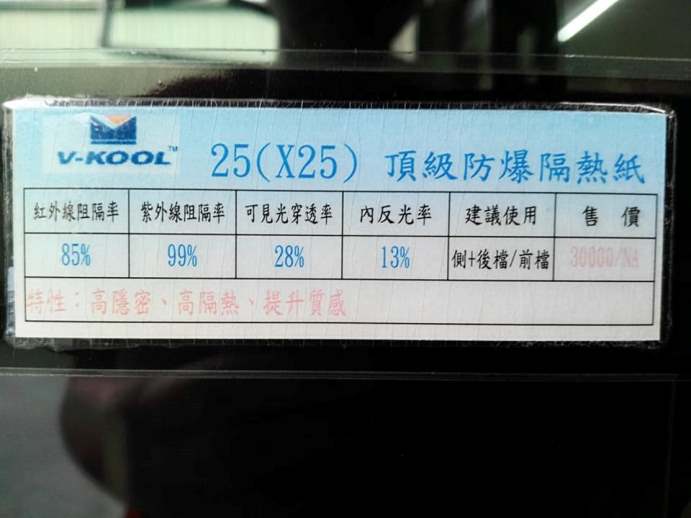 V-KOOL™ 25(X25) 頂級防爆隔熱紙
紅外線阻隔率 紫外線阻隔率 可見光穿透率 內反光率 建議使用 售價
85% 99% 28% 13% 側+後檔/前檔 30000/NA
特性：高隱密、高隔熱、提升質感